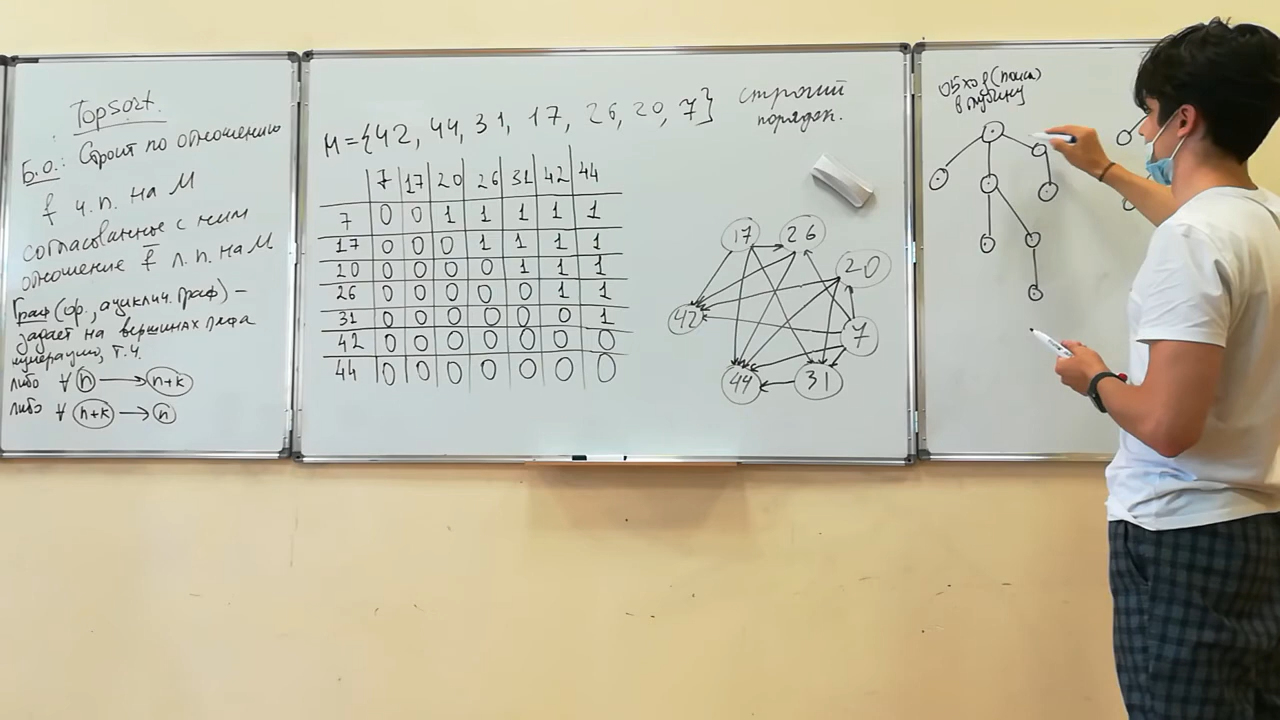 Topsort.
Б.О.: Строит по отношению
f ч.п. на М
согласованное с ним
отношение f̄ л.п. на М
Граф (ор., ациклич. граф) –
задаёт на вершинах графа
нумерацию, т.ч.
либо ∀ n → n+k
либо ∀ n+k → n
М={42, 44, 31, 17, 26, 20, 7}
строгий
порядок.
7 17 20 26 31 42 44
7 0 0 1 1 1 1 1
17 0 0 0 1 1 1 1
20 0 0 0 0 1 1 1
26 0 0 0 0 0 1 1
31 0 0 0 0 0 0 1
42 0 0 0 0 0 0 0
44 0 0 0 0 0 0 0
17 26
20
42
7
44 31
обход (поиск)
в глубину